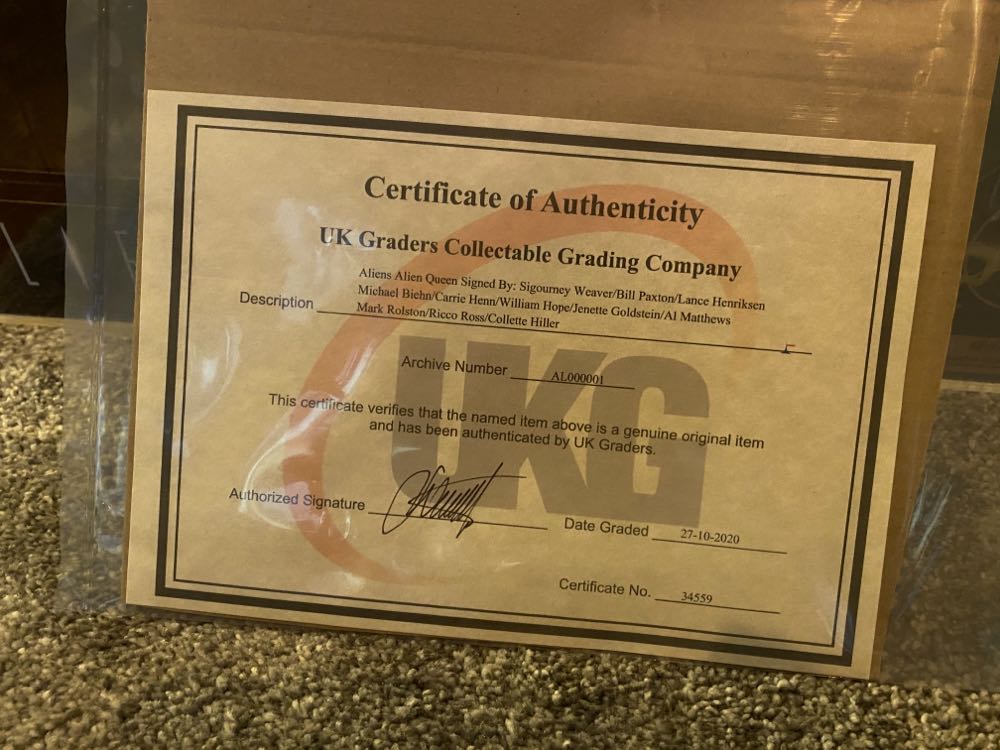 Certificate of Authenticity
UK Graders Collectable Grading Company
Aliens Alien Queen Signed By: Sigourney Weaver/Bill Paxton/Lance Henriksen
Description Michael Biehn/Carrie Henn/William Hope/Jenette Goldstein/Al Matthews
Mark Rolston/Ricco Ross/Collette Hiller
Archive Number AL000001
This certificate verifies that the named item above is a genuine original item
and has been authenticated by UK Graders.
UKG
Authorized Signature
Date Graded 27-10-2020
Certificate No. 34559